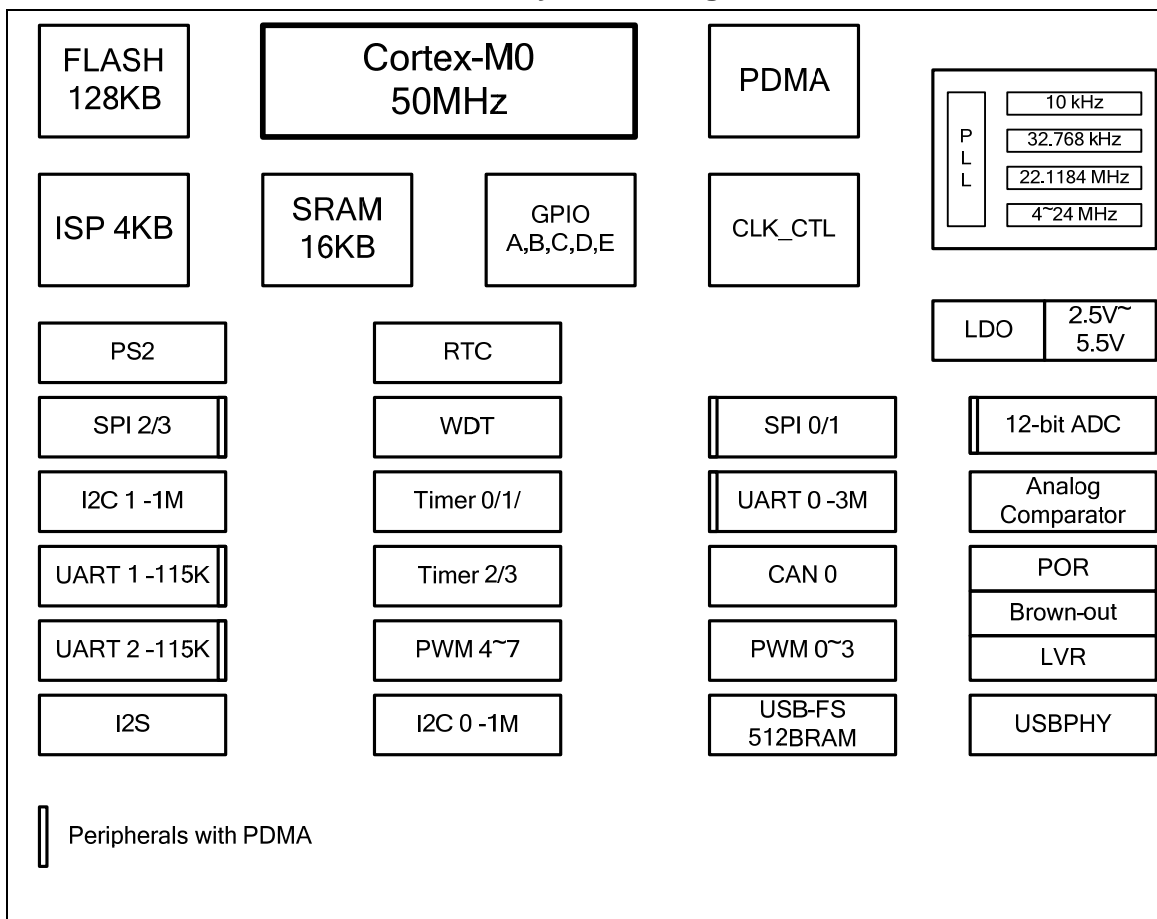 FLASH
128KB
Cortex-M0
50MHz
PDMA
P
L
L
10 kHz
32.768 kHz
22.1184 MHz
4~24 MHz
ISP 4KB
SRAM
16KB
GPIO
A,B,C,D,E
CLK_CTL
LDO
2.5V~
5.5V
PS2
RTC
SPI 2/3
WDT
SPI 0/1
12-bit ADC
I2C 1 -1M
Timer 0/1/
UART 0 -3M
Analog
Comparator
UART 1 -115K
Timer 2/3
CAN 0
POR
Brown-out
UART 2 -115K
PWM 4~7
PWM 0~3
LVR
I2S
I2C 0 -1M
USB-FS
512BRAM
USBPHY
Peripherals with PDMA